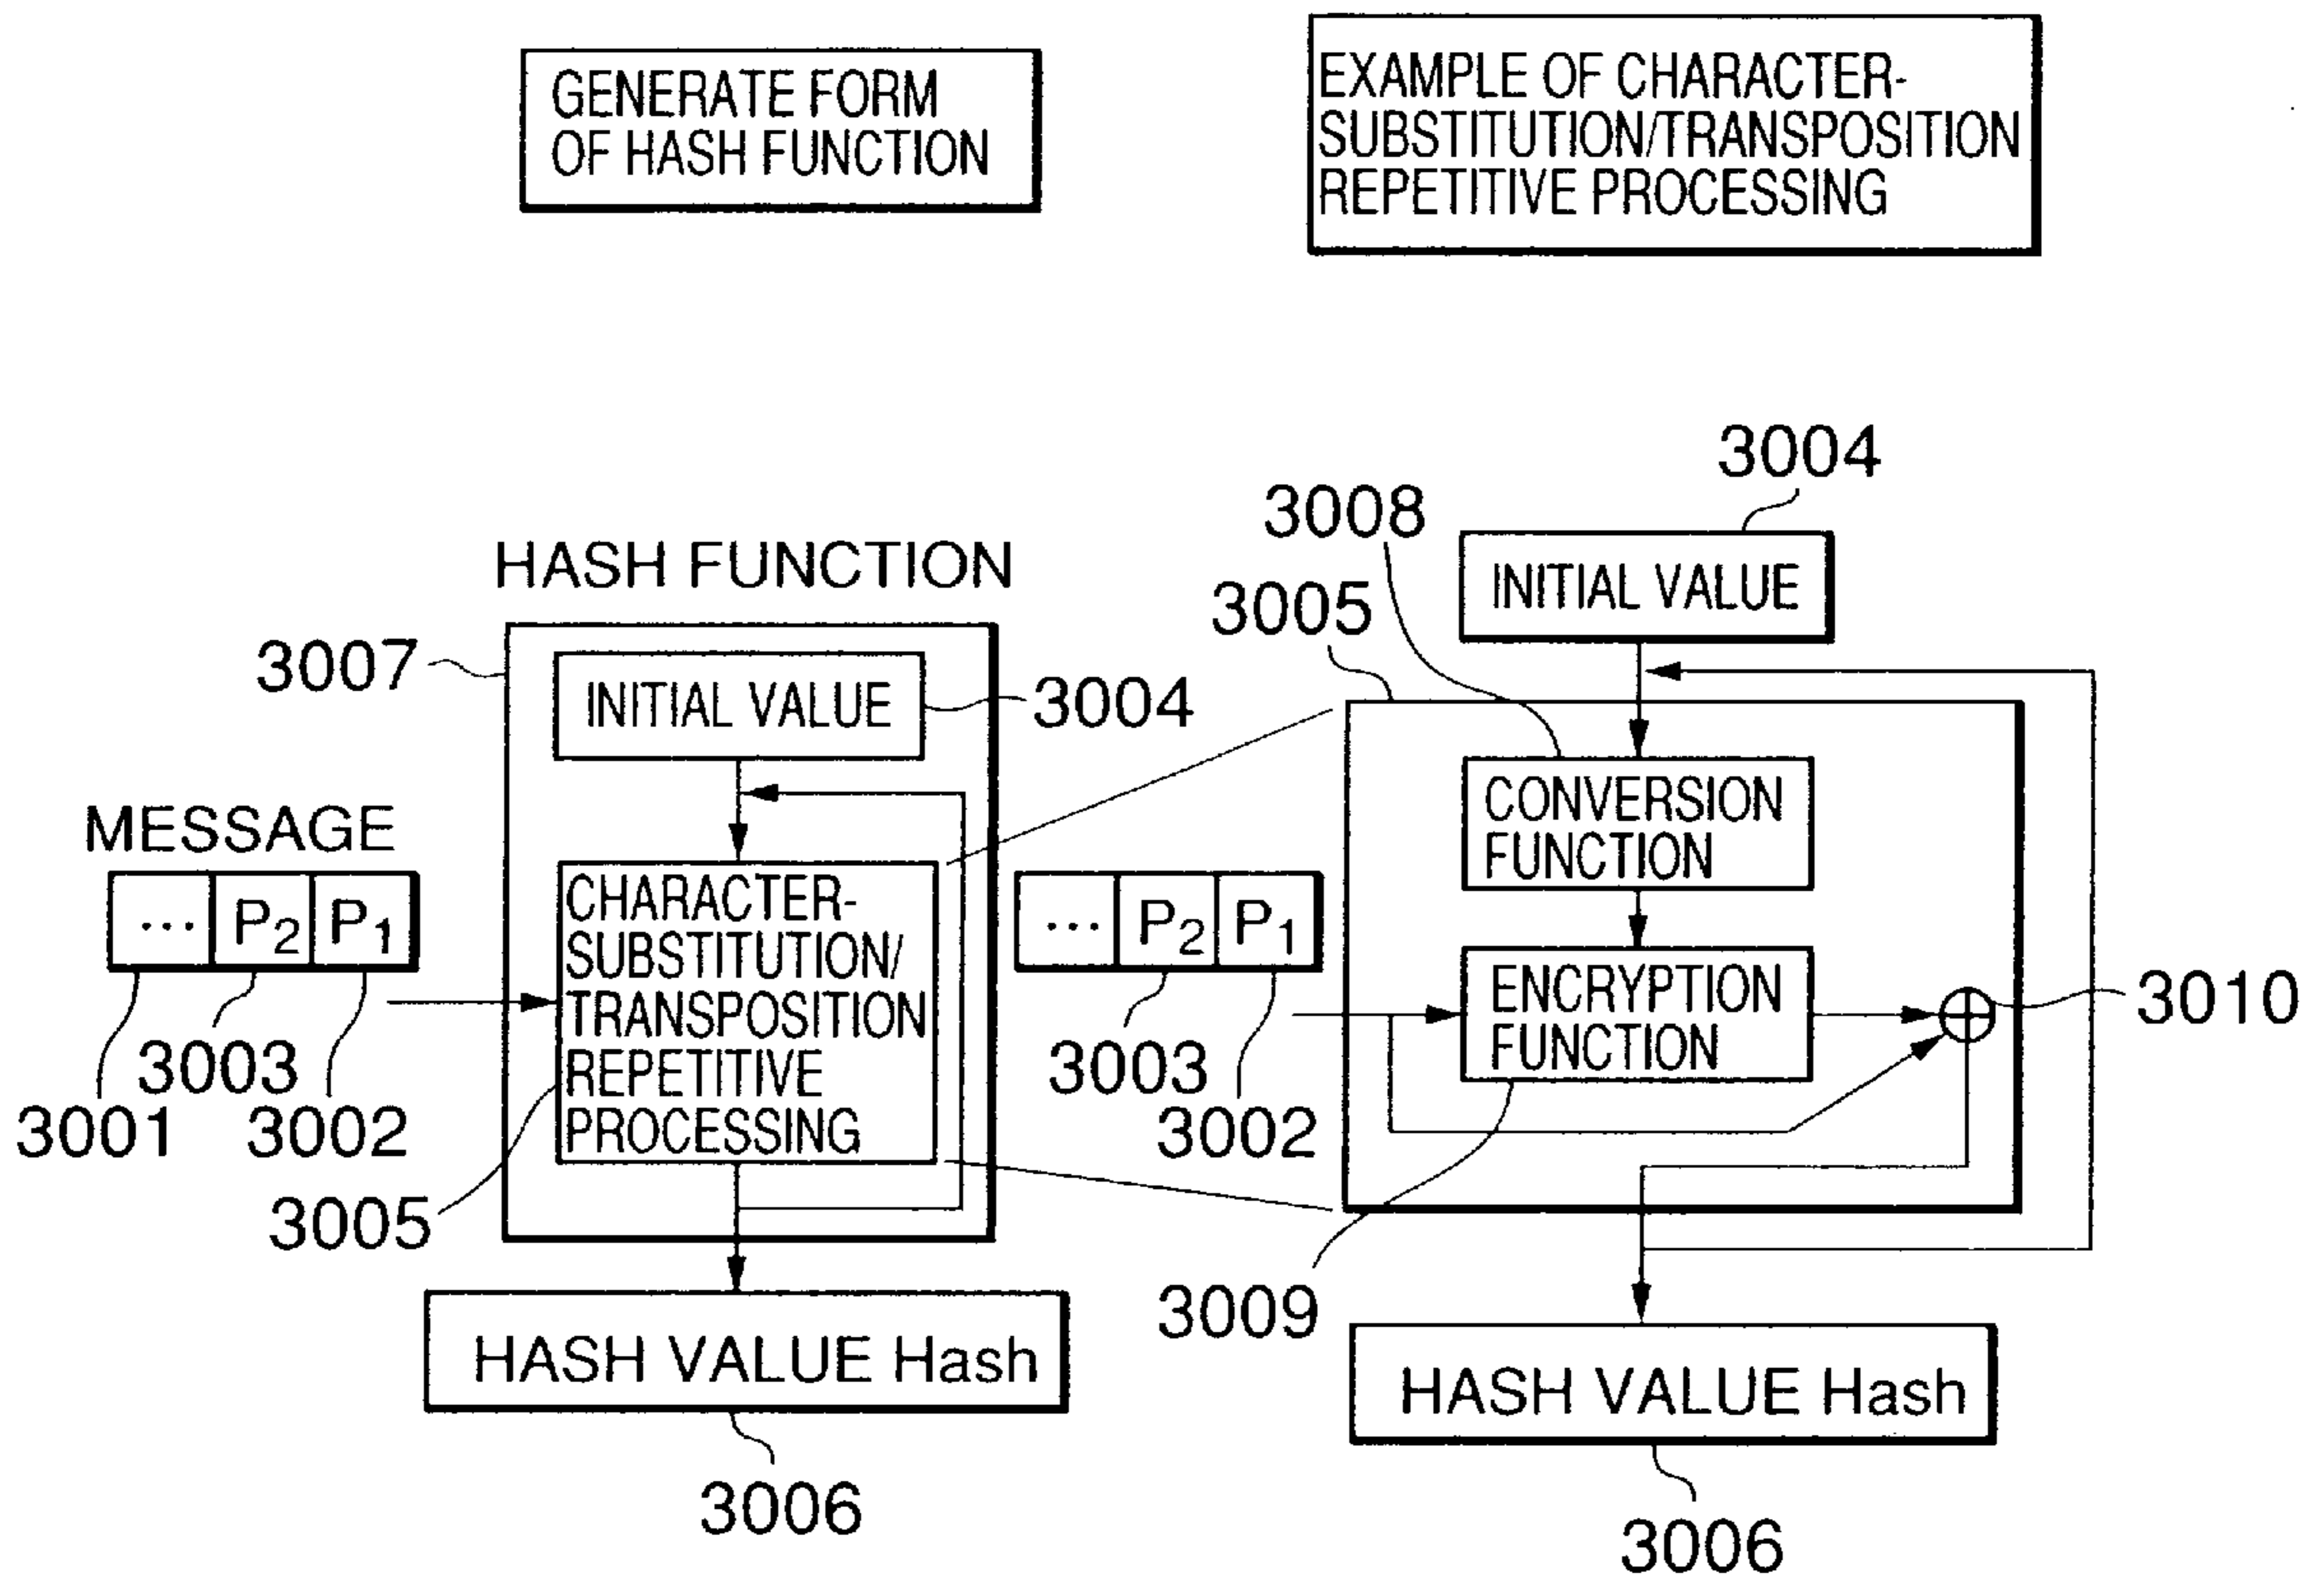 GENERATE FORM
OF HASH FUNCTION
EXAMPLE OF CHARACTER-
SUBSTITUTION/TRANSPOSITION
REPETITIVE PROCESSING
HASH FUNCTION
3007
INITIAL VALUE
3004
MESSAGE
... P2 P1
3001
3003
3002
CHARACTER-
SUBSTITUTION/
TRANSPOSITION
REPETITIVE
PROCESSING
3005
HASH VALUE Hash
3006
3004
3008
3005
INITIAL VALUE
CONVERSION
FUNCTION
... P2 P1
3003
3002
ENCRYPTION
FUNCTION
3010
3009
HASH VALUE Hash
3006